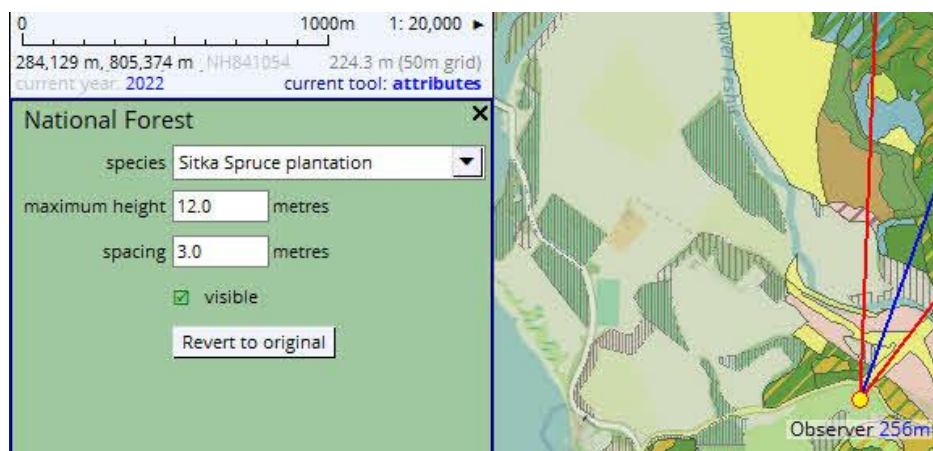 0 1000m 1: 20,000 ►
284,129 m, 805,374 m NH841054 224.3 m (50m grid)
current year: 2022 current tool: attributes
National Forest ×
species Sitka Spruce plantation
maximum height 12.0 metres
spacing 3.0 metres
visible
Revert to original
River Feshie
Observer 256m